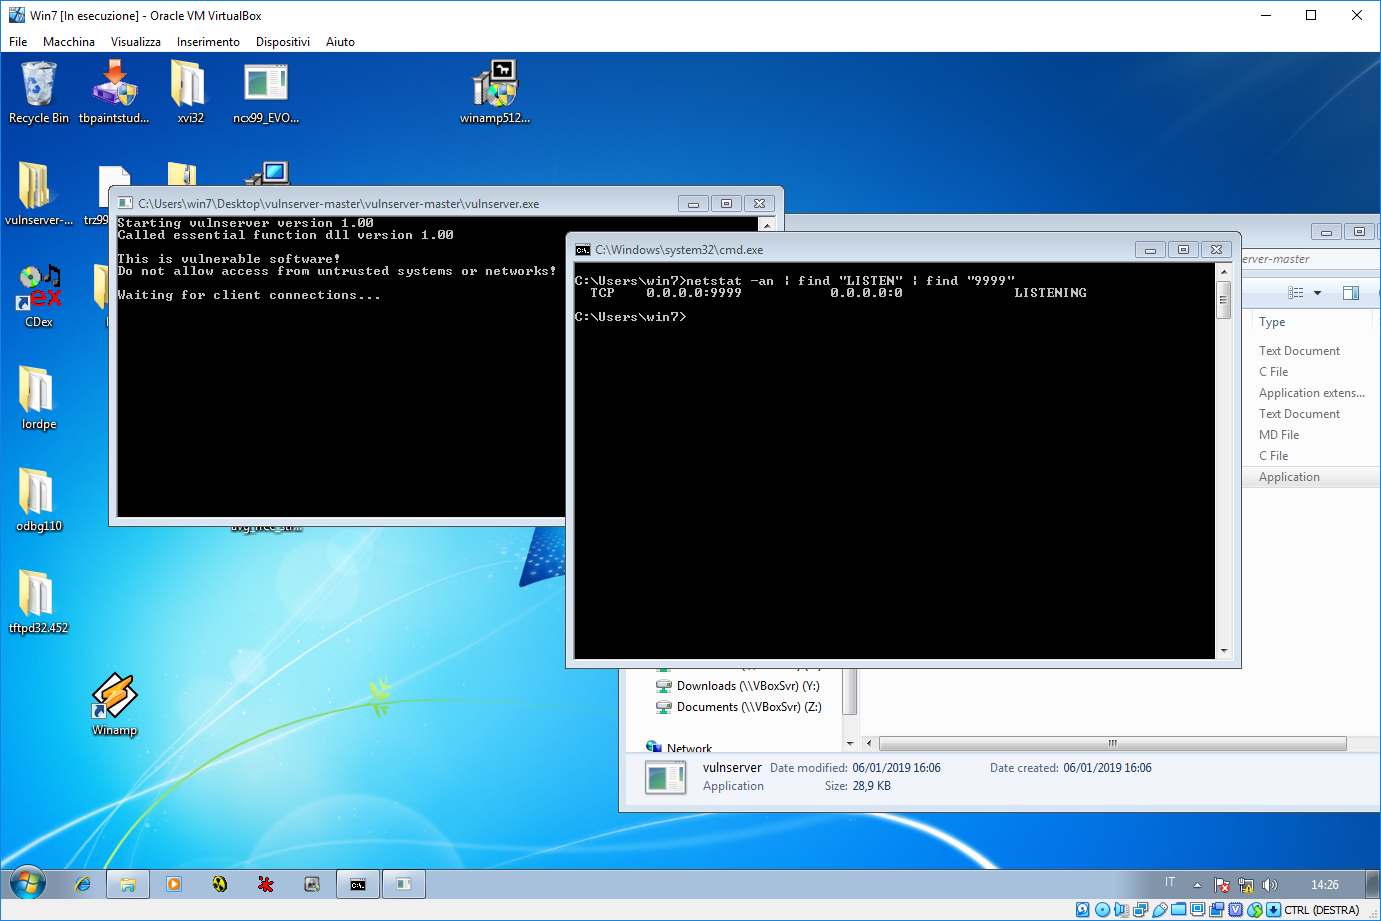 Win7 [In esecuzione] - Oracle VM VirtualBox
File Macchina Visualizza Inserimento Dispositivi Aiuto
Recycle Bin
tbpaintstud...
xvi32
ncx99_EVO...
winamp512...
vulnserver-...
trz99
C:\Users\win7\Desktop\vulnserver-master\vulnserver-master\vulnserver.exe
Starting vulnserver version 1.00
Called essential function dll version 1.00
This is vulnerable software!
Do not allow access from untrusted systems or networks!
Waiting for client connections...
C:\Windows\system32\cmd.exe
C:\Users\win7>netstat -an | find "LISTEN" | find "9999"
TCP 0.0.0.0:9999 0.0.0.0:0 LISTENING
C:\Users\win7>
erver-master
Type
Text Document
C File
Application extens...
Text Document
MD File
C File
Application
CDex
lordpe
odbg110
tftpd32.452
Winamp
Downloads (\\VBoxSvr) (Y:)
Documents (\\VBoxSvr) (Z:)
Network
vulnserver Date modified: 06/01/2019 16:06 Date created: 06/01/2019 16:06
Application Size: 28,9 KB
IT
14:26
CTRL (DESTRA)